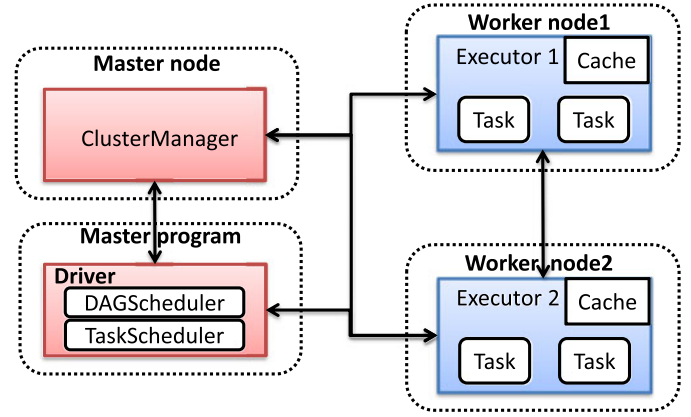 Master node
ClusterManager
Master program
Driver
DAGScheduler
TaskScheduler
Worker node1
Executor 1
Cache
Task
Task
Worker node2
Executor 2
Cache
Task
Task